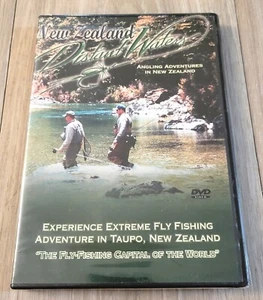 New Zealand
Distant Waters
ANGLING ADVENTURES
IN NEW ZEALAND
DVD
EXPERIENCE EXTREME FLY FISHING
ADVENTURE IN TAUPO, NEW ZEALAND
"THE FLY-FISHING CAPITAL OF THE WORLD"